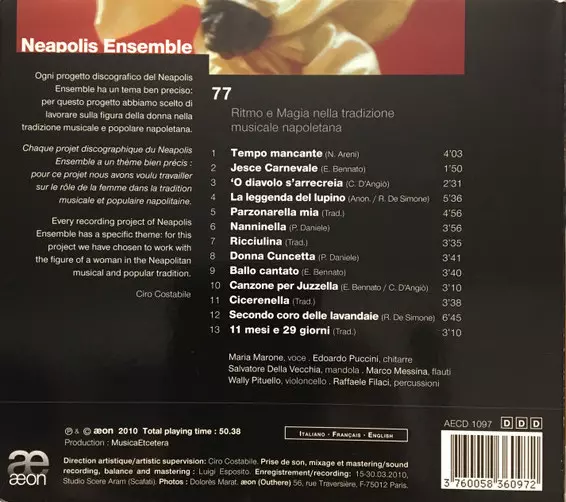 Neapolis Ensemble
Ogni progetto discografico del Neapolis
Ensemble ha un tema ben preciso:
per questo progetto abbiamo scelto di
lavorare sulla figura della donna nella
tradizione musicale e popolare napoletana.
Chaque projet discographique du Neapolis
Ensemble a un thème bien précis :
pour ce projet nous avons voulu travailler
sur le rôle de la femme dans la tradition
musicale et populaire napolitaine.
Every recording project of Neapolis
Ensemble has a specific theme: for this
project we have chosen to work with
the figure of a woman in the Neapolitan
musical and popular tradition.
Ciro Costabile
77
Ritmo e Magia nella tradizione
musicale napoletana
1 Tempo mancante (N. Areni) 4'03
2 Jesce Carnevale (E. Bennato) 1'50
3 'O diavolo s'arrecreia (C. D'Angiò) 2'31
4 La leggenda del lupino (Anon. / R. De Simone) 5'36
5 Parzonarella mia (Trad.) 4'56
6 Nanninella (P. Daniele) 3'56
7 Ricciulina (Trad.) 3'35
8 Donna Cuncetta (P. Daniele) 3'41
9 Ballo cantato (E. Bennato) 3'40
10 Canzone per Juzzella (E. Bennato / C. D'Angiò) 3'10
11 Cicerenella (Trad.) 3'38
12 Secondo coro delle lavandaie (R. De Simone) 6'45
13 11 mesi e 29 giorni (Trad.) 3'10
Maria Marone, voce . Edoardo Puccini, chitarre
Salvatore Della Vecchia, mandola . Marco Messina, flauti
Wally Pituello, violoncello . Raffaele Filaci, percussioni
℗ & © æon 2010 Total playing time : 50.38
Production : MusicaEtcetera
Italiano - Français - English
AECD 1097 D D D
æ
æon
Direction artistique/artistic supervision : Ciro Costabile. Prise de son, mixage et mastering/sound
recording, balance and mastering : Luigi Esposito. Enregistrement/recording : 15-30.03.2010,
Studio Scere Aram (Scafati). Photos : Dolorès Marat. æon (Outhere) 56, rue Traversière, F-75012 Paris.
3 760058 360972